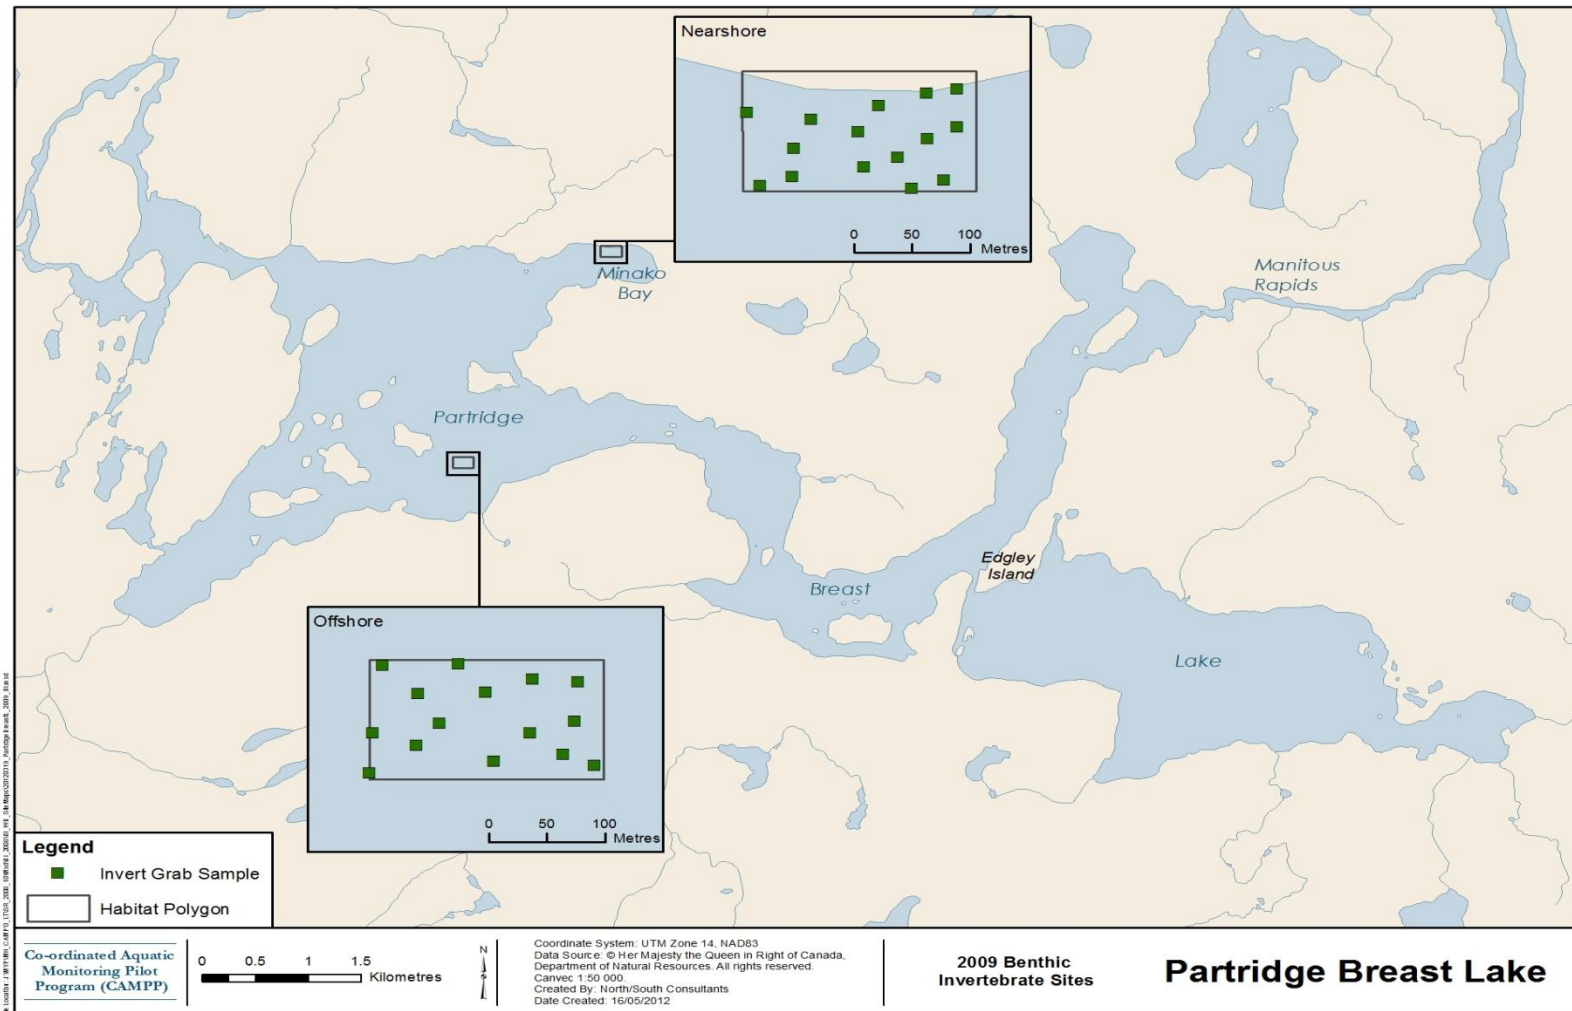 Nearshore
0 50 100
Metres
Minako
Bay
Manitous
Rapids
Partridge
Edgley
Island
Breast
Lake
Offshore
0 50 100
Metres
Legend
Invert Grab Sample
Habitat Polygon
Co-ordinated Aquatic
Monitoring Pilot
Program (CAMPP)
0 0.5 1 1.5
Kilometres
N
Coordinate System: UTM Zone 14, NAD83
Data Source: © Her Majesty the Queen in Right of Canada,
Department of Natural Resources. All rights reserved.
Canvec 1:50 000.
Created By: North/South Consultants
Date Created: 16/05/2012
2009 Benthic
Invertebrate Sites
Partridge Breast Lake